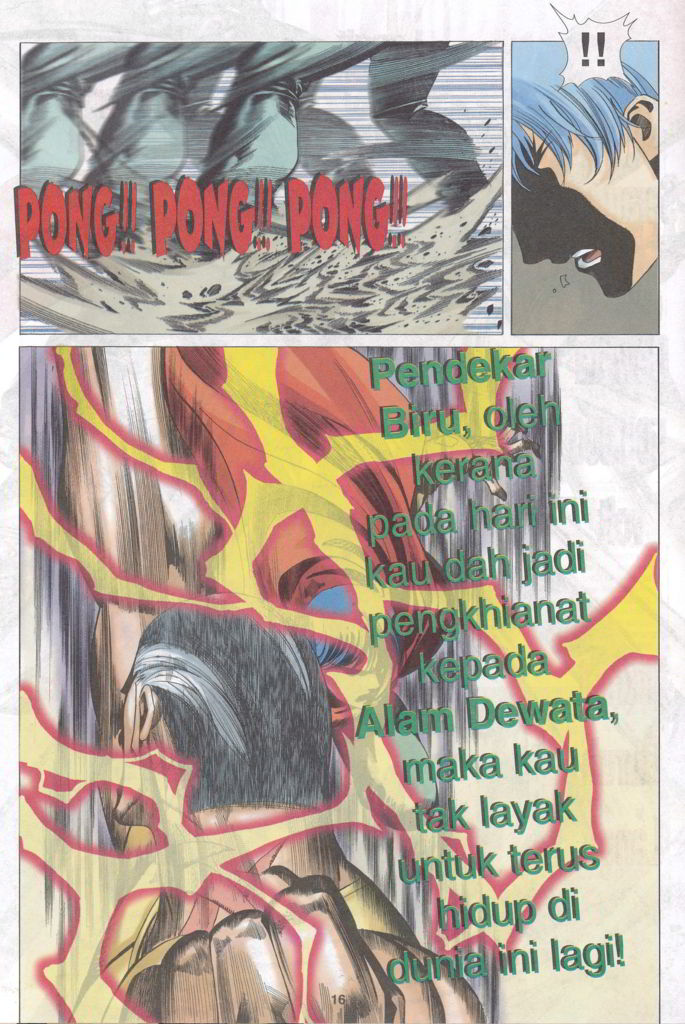 !!
PONG!! PONG!! PONG!!
Pendekar
Biru, oleh
kerana
pada hari ini
kau dah jadi
pengkhianat
kepada
Alam Dewata,
maka kau
tak layak
untuk terus
hidup di
dunia ini lagi!
16